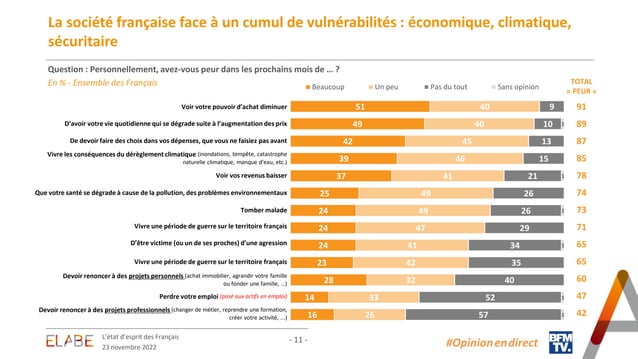 La société française face à un cumul de vulnérabilités : économique, climatique,
sécuritaire
Question : Personnellement, avez-vous peur dans les prochains mois de ... ?
En % - Ensemble des Français
Beaucoup Un peu Pas du tout Sans opinion
TOTAL
« PEUR »
Voir votre pouvoir d'achat diminuer 51 40 9 91
D'avoir votre vie quotidienne qui se dégrade suite à l'augmentation des prix 49 40 10 89
De devoir faire des choix dans vos dépenses, que vous ne faisiez pas avant 42 45 13 87
Vivre les conséquences du dérèglement climatique (inondations, tempête, catastrophe
naturelle climatique, manque d'eau, etc.) 39 46 15 85
Voir vos revenus baisser 37 41 21 78
Que votre santé se dégrade à cause de la pollution, des problèmes environnementaux 25 49 26 74
Tomber malade 24 49 26 73
Vivre une période de guerre sur le territoire français 24 47 29 71
D'être victime (ou un de ses proches) d'une agression 24 41 34 65
Vivre une période de guerre sur le territoire français 23 42 35 65
Devoir renoncer à des projets personnels (achat immobilier, agrandir votre famille
ou fonder une famille, ...) 28 32 40 60
Perdre votre emploi (posé aux actifs en emploi) 14 33 52 47
Devoir renoncer à des projets professionnels (changer de métier, reprendre une formation,
créer votre activité, ...) 16 26 57 42
ELABE
L'état d'esprit des Français
23 novembre 2022
- 11 -
#Opinion en direct
BFM
TV.